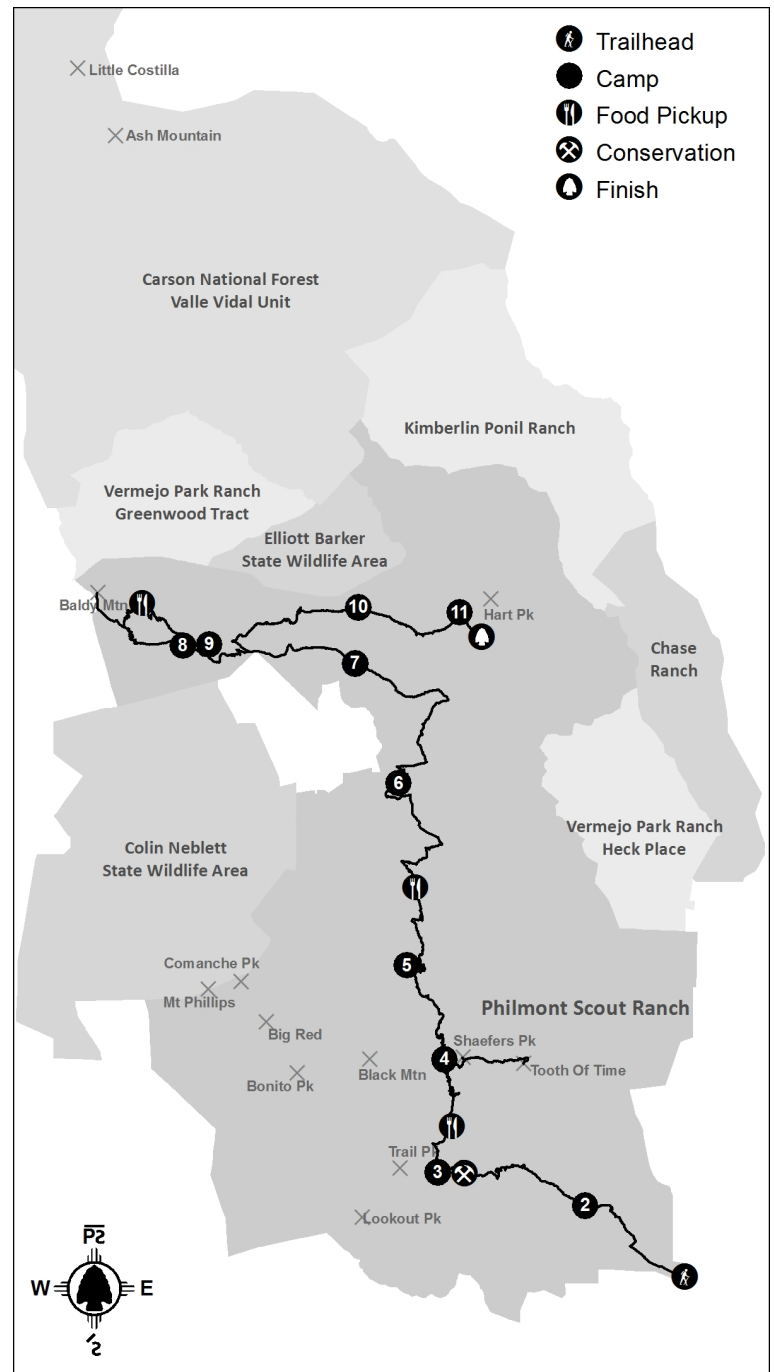 Trailhead
Camp
Food Pickup
Conservation
Finish
Little Costilla
Ash Mountain
Carson National Forest
Valle Vidal Unit
Kimberlin Ponil Ranch
Vermejo Park Ranch
Greenwood Tract
Elliott Barker
State Wildlife Area
Baldy Mtn
10
11
Hart Pk
8
9
7
Chase
Ranch
6
Vermejo Park Ranch
Heck Place
Colin Neblett
State Wildlife Area
5
Comanche Pk
Mt Phillips
Philmont Scout Ranch
Big Red
Shaefers Pk
4
Black Mtn
Tooth Of Time
Bonito Pk
Trail Pk
3
2
Lookout Pk
W
E